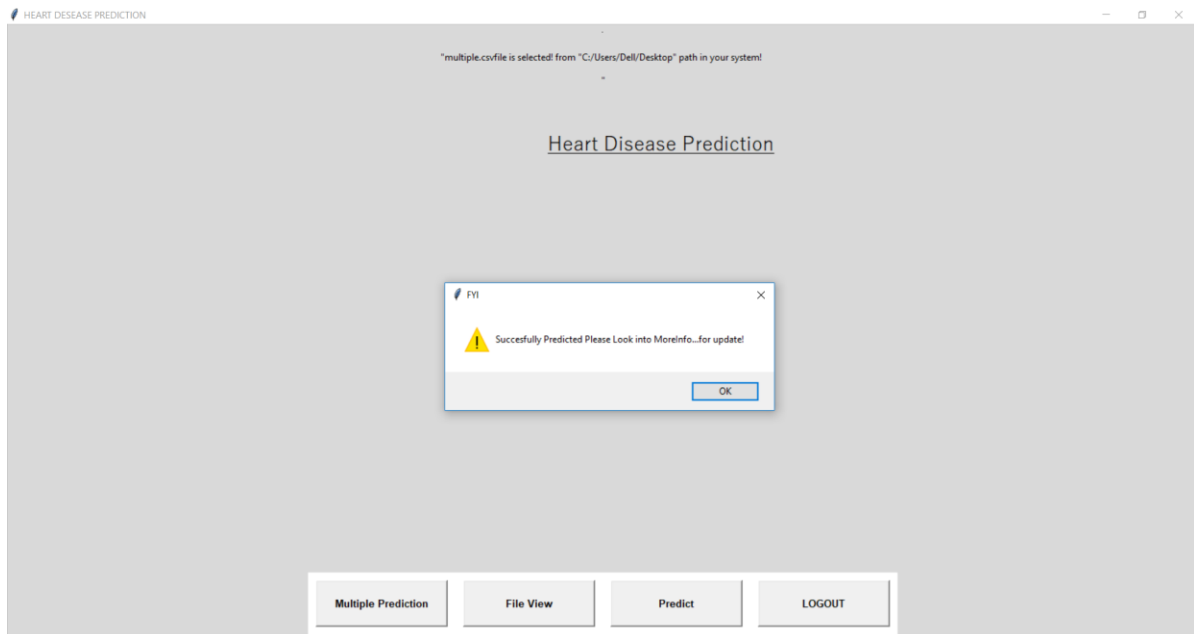 HEART DESEASE PREDICTION
"multiple.csvfile is selected! from "C:/Users/Dell/Desktop" path in your system!
"
Heart Disease Prediction
FYI
Succesfully Predicted Please Look into MoreInfo...for update!
OK
Multiple Prediction
File View
Predict
LOGOUT